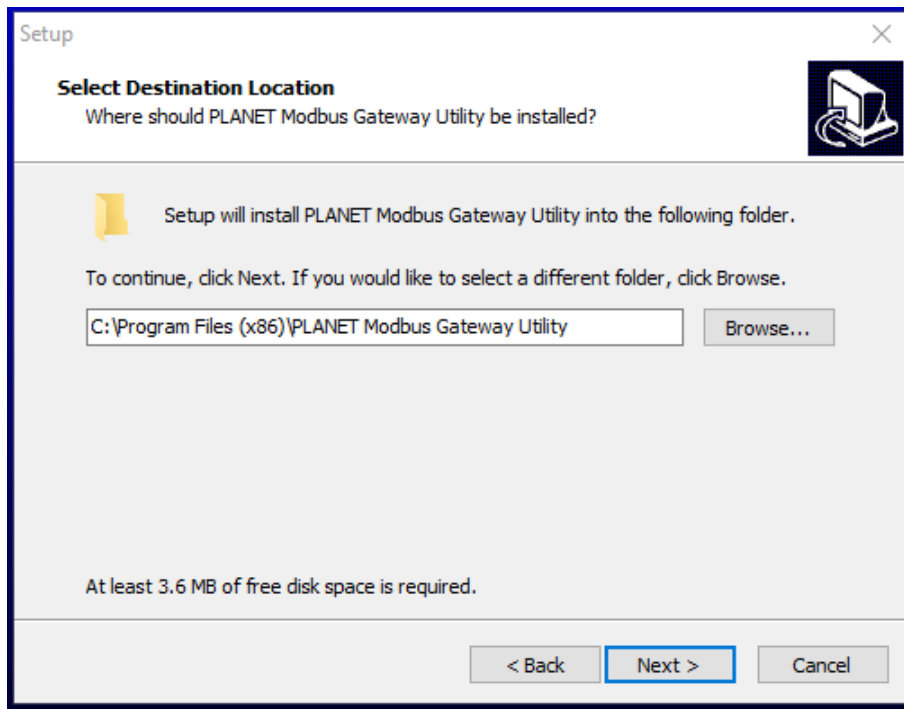 Setup
Select Destination Location
Where should PLANET Modbus Gateway Utility be installed?
Setup will install PLANET Modbus Gateway Utility into the following folder.
To continue, click Next. If you would like to select a different folder, click Browse.
C:\Program Files (x86)\PLANET Modbus Gateway Utility
Browse...
At least 3.6 MB of free disk space is required.
< Back
Next >
Cancel